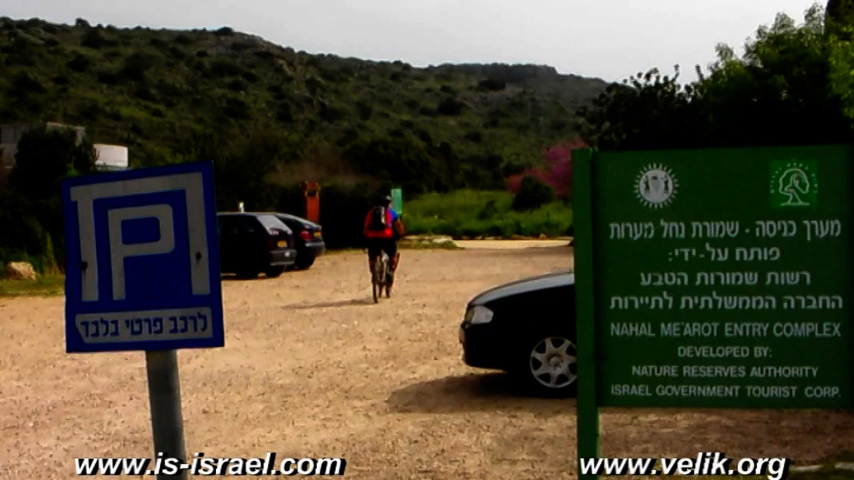 P
לרכב פרטי בלבד
מערך כניסה - שמורת נחל מערות
פותח על-ידי:
רשות שמורות הטבע
החברה הממשלתית לתיירות
NAHAL ME'AROT ENTRY COMPLEX
DEVELOPED BY:
NATURE RESERVES AUTHORITY
ISRAEL GOVERNMENT TOURIST CORP.
www.is-israel.com
www.velik.org